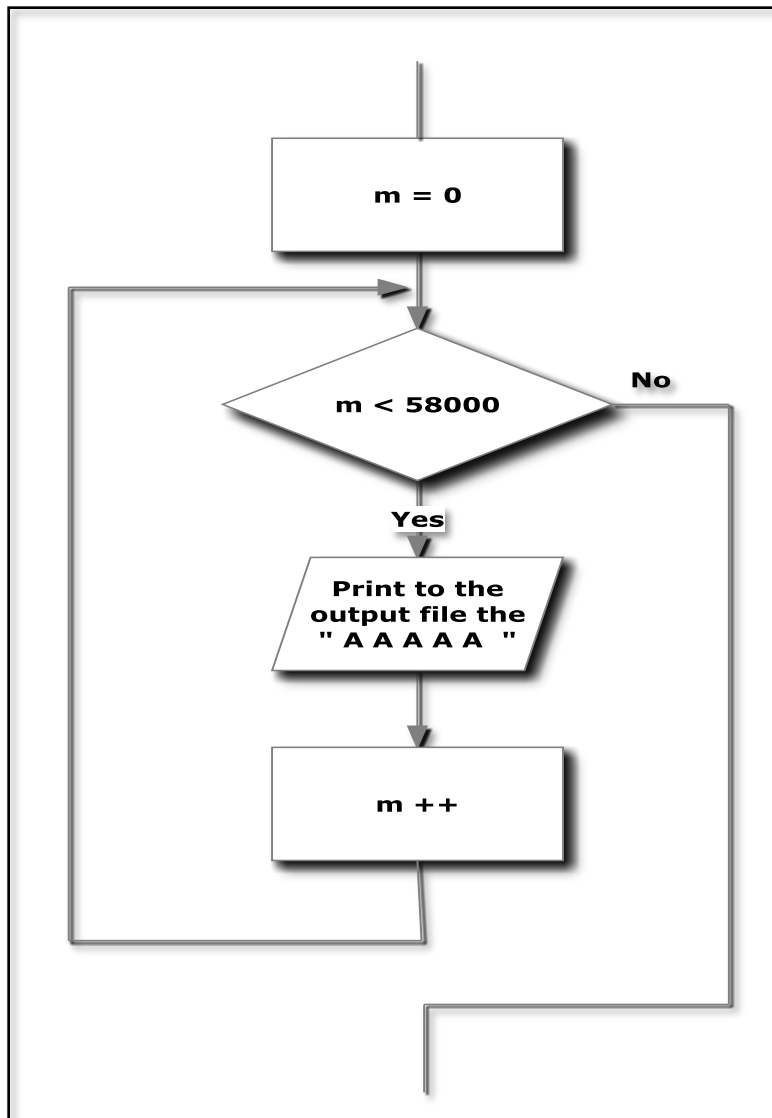 m = 0
m < 58000
No
Yes
Print to the
output file the
" A A A A A  "
m ++